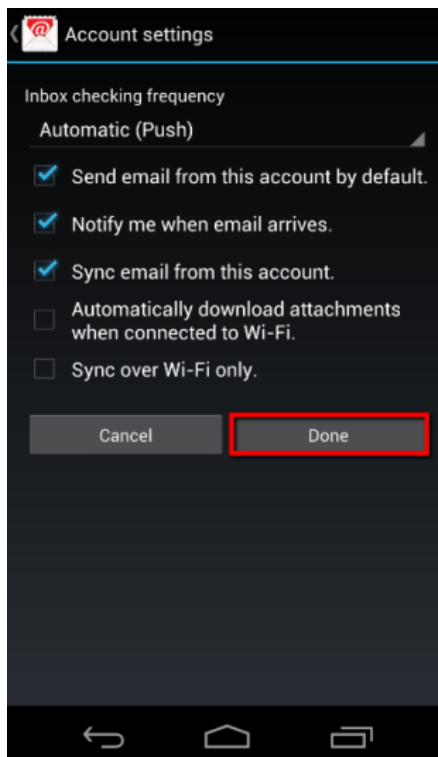 Account settings
Inbox checking frequency
Automatic (Push)
Send email from this account by default.
Notify me when email arrives.
Sync email from this account.
Automatically download attachments
when connected to Wi-Fi.
Sync over Wi-Fi only.
Cancel
Done